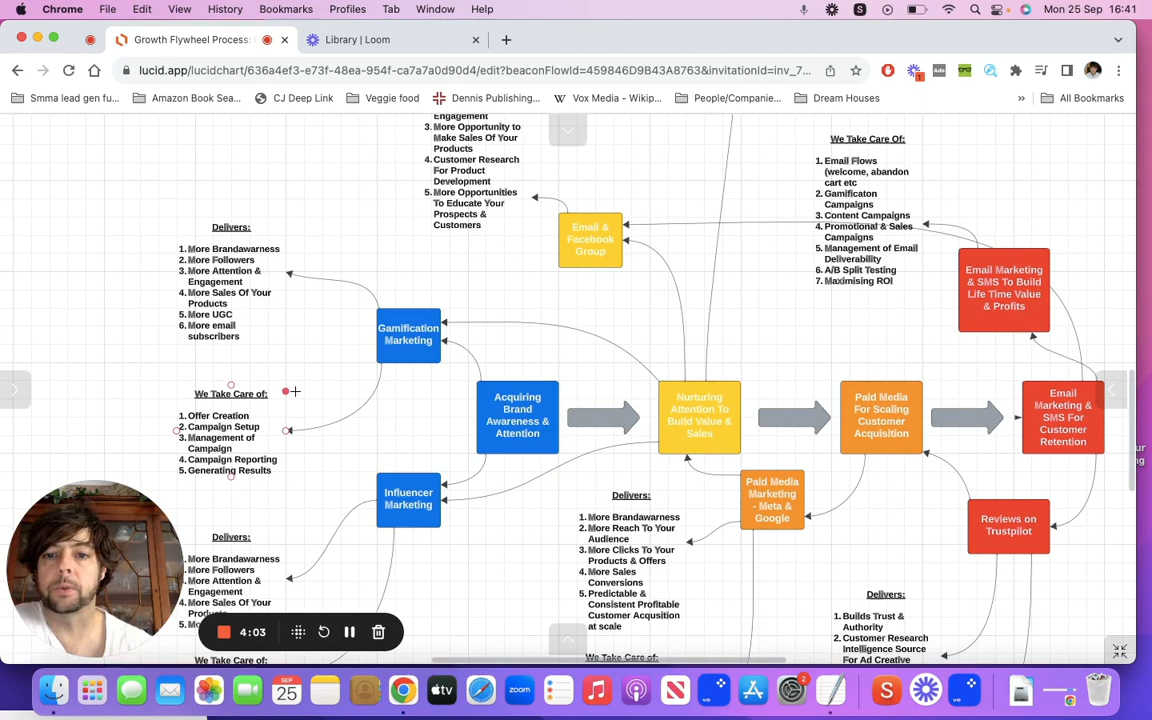 Chrome File Edit View History Bookmarks Profiles Tab Window Help
Mon 25 Sep 16:41
Growth Flywheel Process:
Library | Loom
lucid.app/lucidchart/636a4ef3-e73f-48ea-954f-ca7a7a0d90d4/edit?beaconFlowId=459846D9B43A8763&invitationId=inv_7...
Smma lead gen fu...
Amazon Book Sea...
CJ Deep Link
Veggie food
Dennis Publishing...
Vox Media - Wikip...
People/Companie...
Dream Houses
»
All Bookmarks
Engagement
3. More Opportunity to
Make Sales Of Your
Products
4. Customer Research
For Product
Development
5. More Opportunities
To Educate Your
Prospects &
Customers
We Take Care Of:
1. Email Flows
(welcome, abandon
cart etc
2. Gamificaton
Campaigns
3. Content Campaigns
4. Promotional & Sales
Campaigns
5. Management of Email
Deliverability
6. A/B Split Testing
7. Maximising ROI
Email &
Facebook
Group
Delivers:
1. More Brandawareness
2. More Followers
3. More Attention &
Engagement
4. More Sales Of Your
Products
5. More UGC
6. More email
subscribers
Email Marketing
& SMS To Build
Life Time Value
& Profits
Gamification
Marketing
We Take Care of:
1. Offer Creation
2. Campaign Setup
3. Management of
Campaign
4. Campaign Reporting
5. Generating Results
Acquiring
Brand
Awareness &
Attention
Nurturing
Attention To
Build Value &
Sales
Paid Media
For Scaling
Customer
Acquisition
Email
Marketing &
SMS For
Customer
Retention
Influencer
Marketing
Paid Media
Marketing
- Meta &
Google
Reviews on
Trustpilot
Delivers:
1. More Brandawareness
2. More Reach To Your
Audience
3. More Clicks To Your
Products & Offers
4. More Sales
Conversions
5. Predictable &
Consistent Profitable
Customer Acqusition
at scale
We Take Care of:
Delivers:
More Brandawareness
More Followers
More Attention &
Engagement
4. More Sales Of Your
We Take Care of:
Delivers:
1. Builds Trust &
Authority
2. Customer Research
Intelligence Source
For Ad Creative
4:03
SEP
25
tv
zoom
2